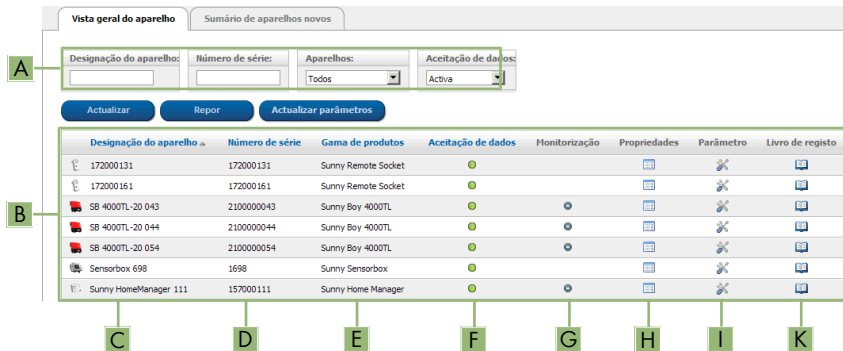 Vista geral do aparelho Sumário de aparelhos novos
A
Designação do aparelho: Número de série: Aparelhos: Aceitação de dados:
Todos Activa
Actualizar Repor Actualizar parâmetros
Designação do aparelho Número de série Gama de produtos Aceitação de dados Monitorização Propriedades Parâmetro Livro de registo
172000131 172000131 Sunny Remote Socket
172000161 172000161 Sunny Remote Socket
B
SB 4000TL-20 043 2100000043 Sunny Boy 4000TL
SB 4000TL-20 044 2100000044 Sunny Boy 4000TL
SB 4000TL-20 054 2100000054 Sunny Boy 4000TL
Sensorbox 698 1698 Sunny Sensorbox
Sunny HomeManager 111 157000111 Sunny Home Manager
C D E F G H I K